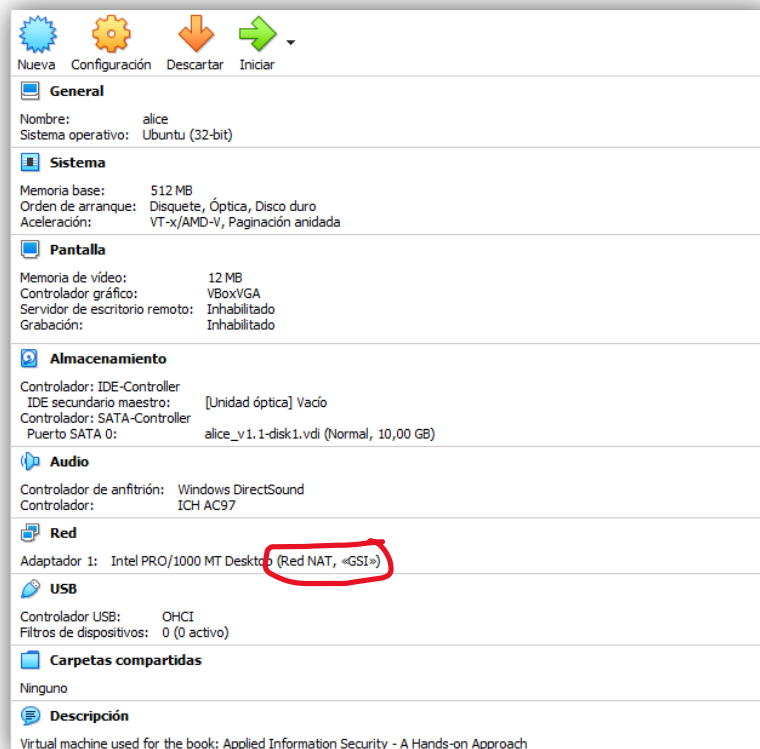 Nueva Configuración Descartar Iniciar
General
Nombre: alice
Sistema operativo: Ubuntu (32-bit)
Sistema
Memoria base: 512 MB
Orden de arranque: Disquete, Óptica, Disco duro
Aceleración: VT-x/AMD-V, Paginación anidada
Pantalla
Memoria de vídeo: 12 MB
Controlador gráfico: VBoxVGA
Servidor de escritorio remoto: Inhabilitado
Grabación: Inhabilitado
Almacenamiento
Controlador: IDE-Controller
IDE secundario maestro: [Unidad óptica] Vacío
Controlador: SATA-Controller
Puerto SATA 0: alice_v1.1-disk1.vdi (Normal, 10,00 GB)
Audio
Controlador de anfitrión: Windows DirectSound
Controlador: ICH AC97
Red
Adaptador 1: Intel PRO/1000 MT Desktop (Red NAT, «GSI»)
USB
Controlador USB: OHCI
Filtros de dispositivos: 0 (0 activo)
Carpetas compartidas
Ninguno
Descripción
Virtual machine used for the book: Applied Information Security - A Hands-on Approach